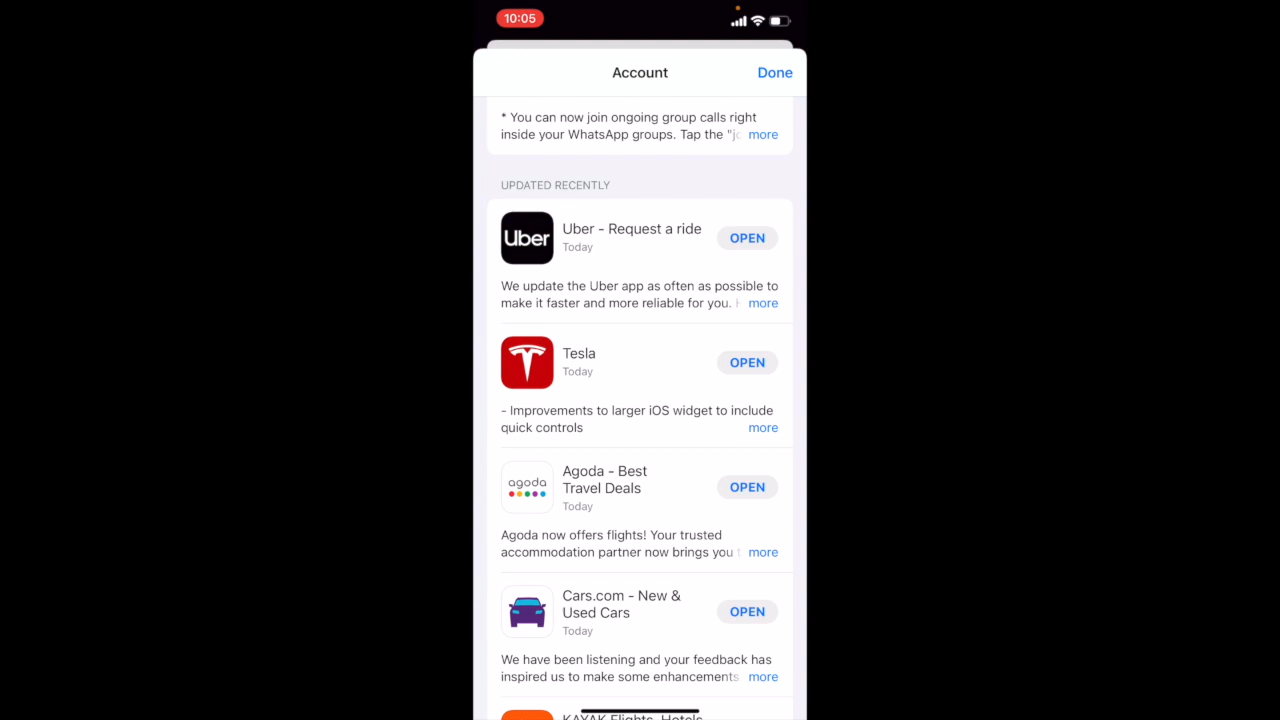 10:05
Account
Done
* You can now join ongoing group calls right
inside your WhatsApp groups. Tap the "jo more
UPDATED RECENTLY
Uber
Uber - Request a ride
Today
OPEN
We update the Uber app as often as possible to
make it faster and more reliable for you. more
Tesla
Today
OPEN
- Improvements to larger iOS widget to include
quick controls more
agoda
Agoda - Best
Travel Deals
Today
OPEN
Agoda now offers flights! Your trusted
accommodation partner now brings you more
Cars.com - New &
Used Cars
Today
OPEN
We have been listening and your feedback has
inspired us to make some enhancements more
KAYAK Flights, Hotels